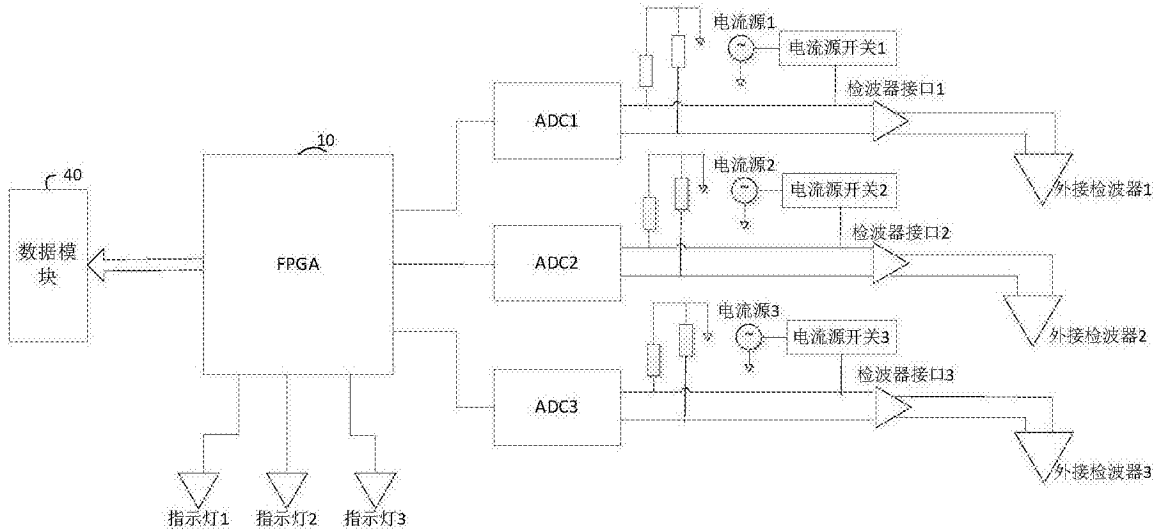 电流源1
~
电流源开关1
检波器接口1
ADC1
外接检波器1
10
40
数据模
块
FPGA
电流源2
~
电流源开关2
检波器接口2
ADC2
外接检波器2
电流源3
~
电流源开关3
检波器接口3
ADC3
外接检波器3
指示灯1
指示灯2
指示灯3